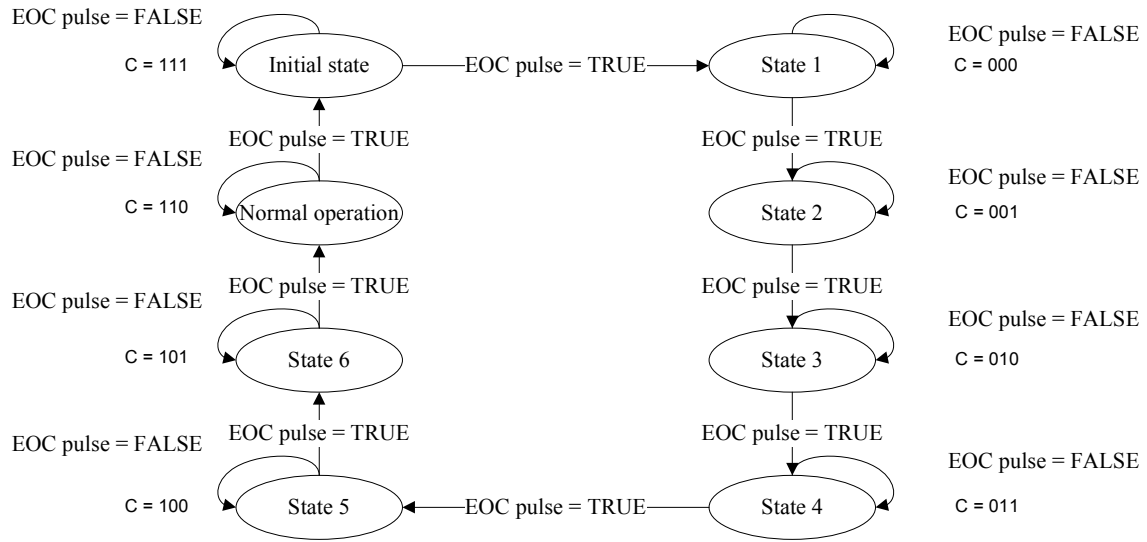 EOC pulse = FALSE
C = 111
Initial state
EOC pulse = TRUE
State 1
EOC pulse = FALSE
C = 000
EOC pulse = TRUE
EOC pulse = TRUE
EOC pulse = FALSE
C = 110
Normal operation
State 2
EOC pulse = FALSE
C = 001
EOC pulse = TRUE
EOC pulse = TRUE
EOC pulse = FALSE
C = 101
State 6
State 3
EOC pulse = FALSE
C = 010
EOC pulse = TRUE
EOC pulse = TRUE
EOC pulse = FALSE
C = 100
State 5
EOC pulse = TRUE
State 4
EOC pulse = FALSE
C = 011